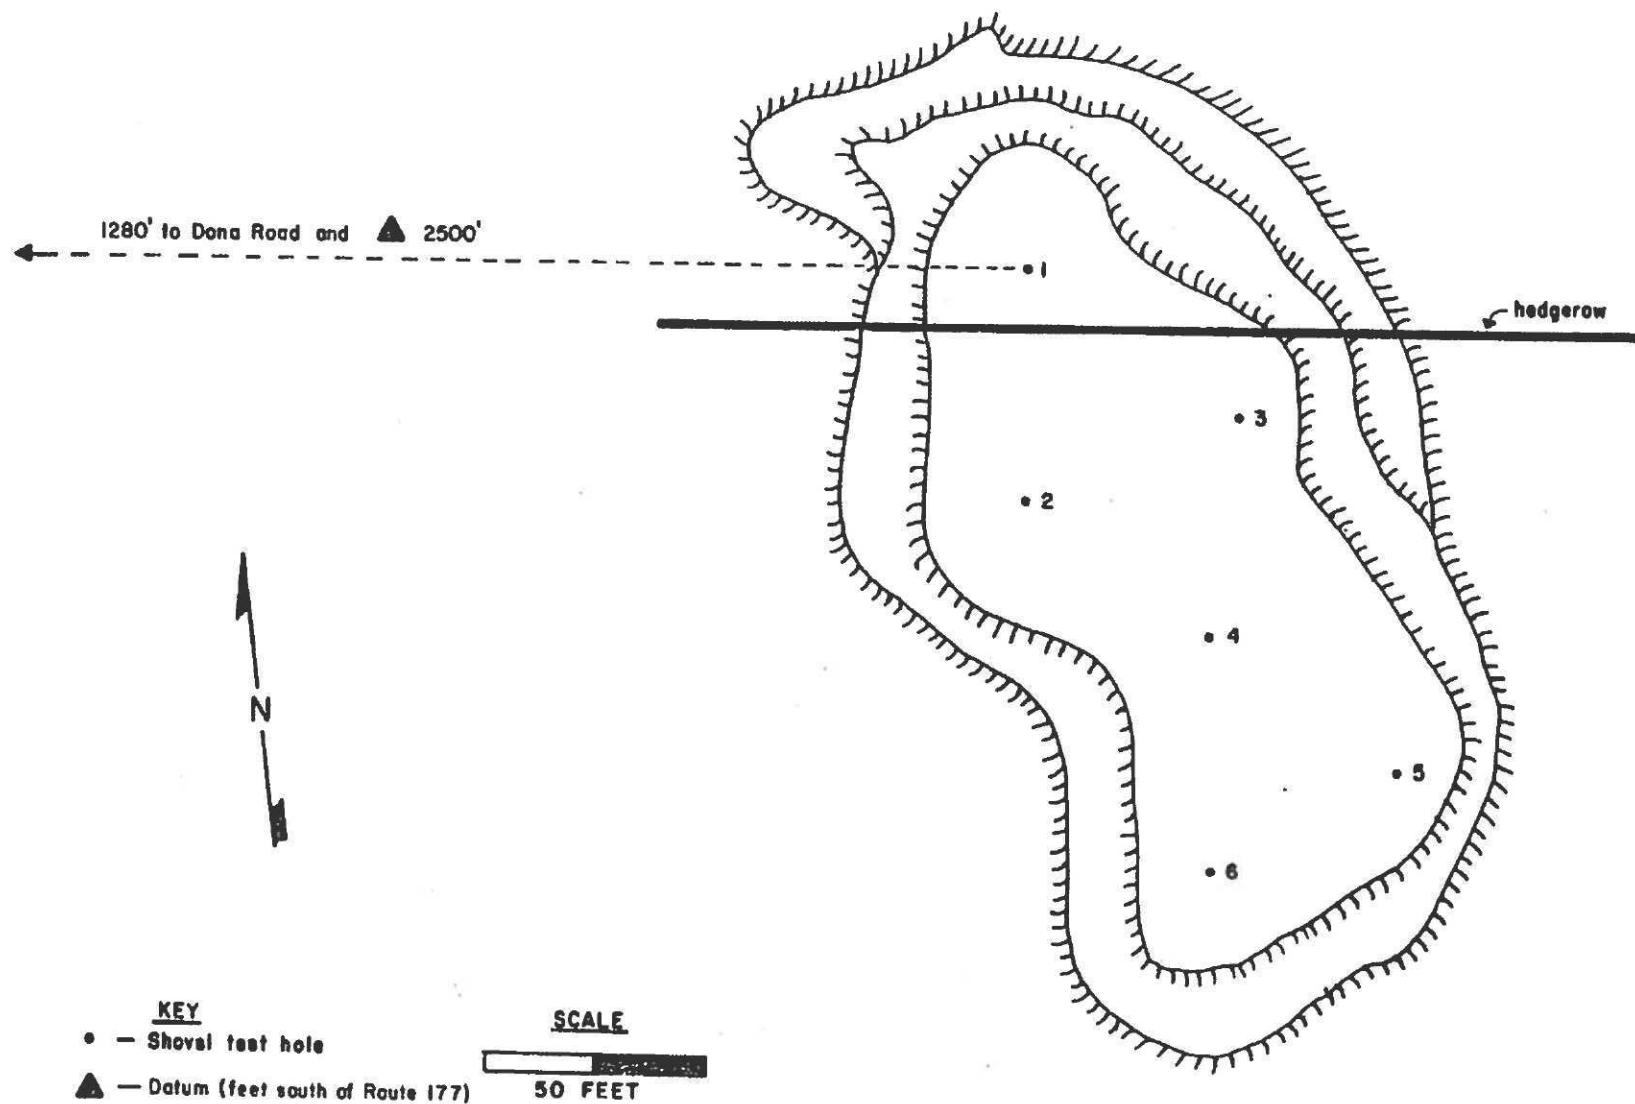 1280' to Dona Road and ▲ 2500'
1
hedgerow
3
2
4
N
5
6
KEY
• — Shovel test hole
▲ — Datum (feet south of Route 177)
SCALE
50 FEET